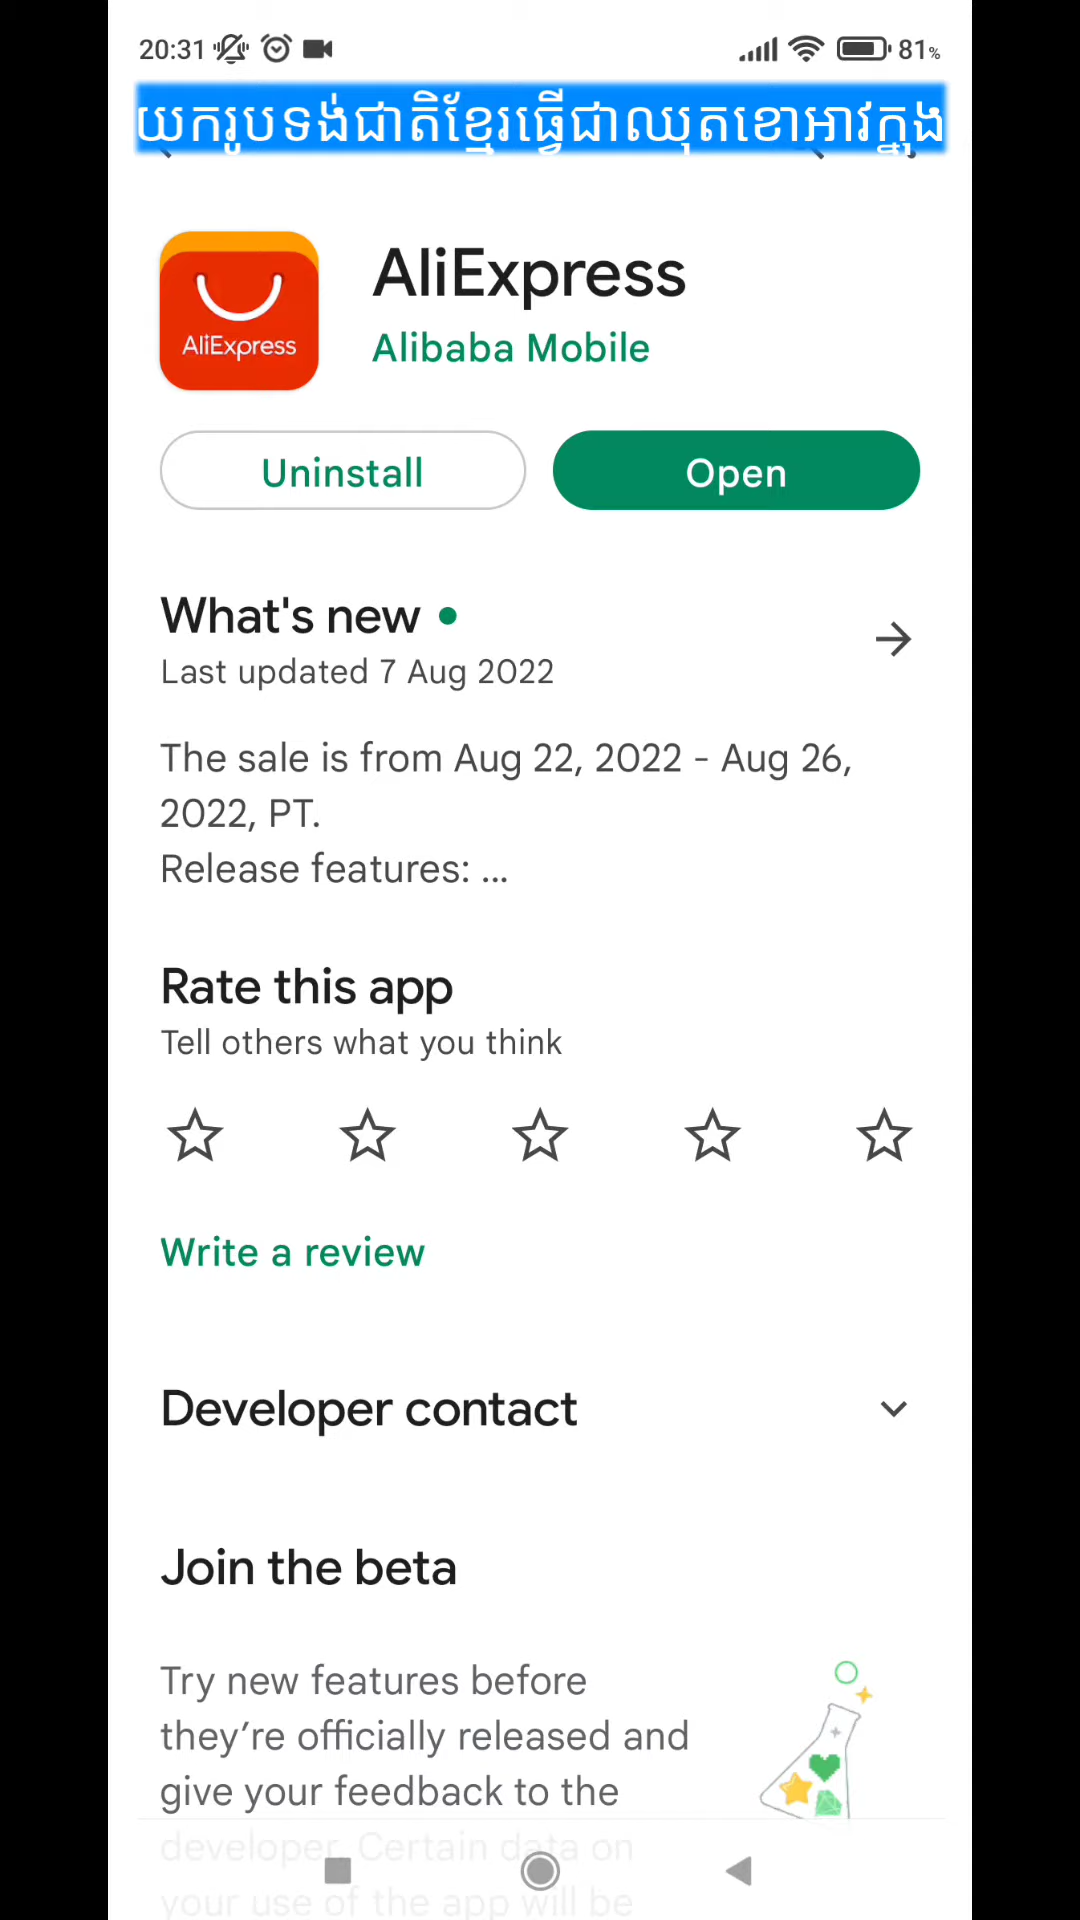 20:31 81%
យករូបទង់ជាតិខ្មែរធ្វើជាឈុតខោអាវក្នុង
AliExpress
AliExpress
Alibaba Mobile
Uninstall Open
What's new
Last updated 7 Aug 2022
The sale is from Aug 22, 2022 - Aug 26,
2022, PT.
Release features: ...
Rate this app
Tell others what you think
Write a review
Developer contact
Join the beta
Try new features before
they're officially released and
give your feedback to the
developer. Certain data on
your use of the app will be